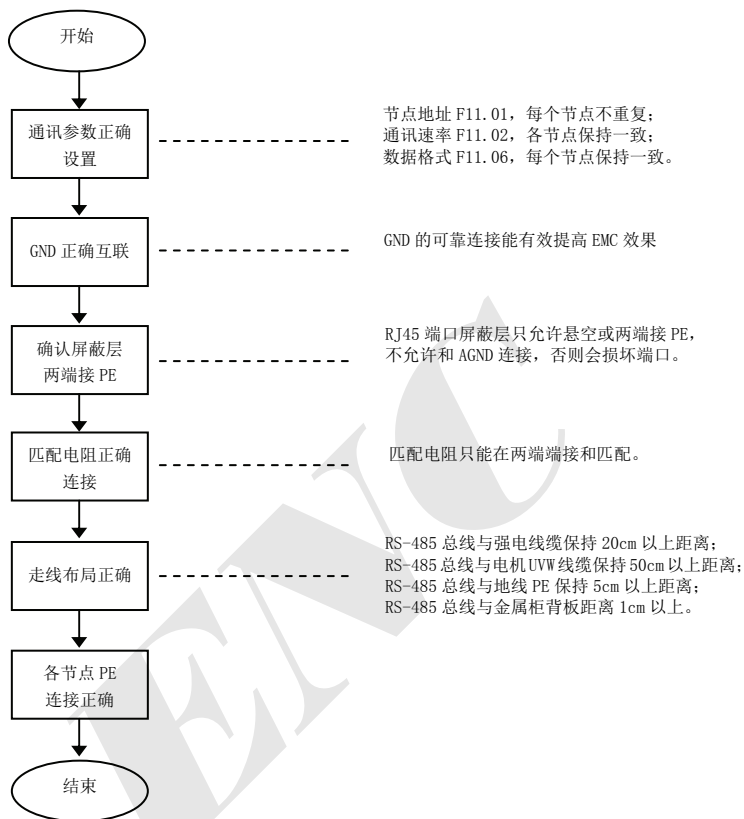 开始
通讯参数正确
设置
节点地址 F11.01，每个节点不重复；
通讯速率 F11.02，各节点保持一致；
数据格式 F11.06，每个节点保持一致。
GND 正确互联
GND 的可靠连接能有效提高 EMC 效果
确认屏蔽层
两端接 PE
RJ45 端口屏蔽层只允许悬空或两端接 PE，
不允许和 AGND 连接，否则会损坏端口。
匹配电阻正确
连接
匹配电阻只能在两端端接和匹配。
走线布局正确
RS-485 总线与强电线缆保持 20cm 以上距离；
RS-485 总线与电机 UVW 线缆保持 50cm 以上距离；
RS-485 总线与地线 PE 保持 5cm 以上距离；
RS-485 总线与金属柜背板距离 1cm 以上。
各节点 PE
连接正确
结束
ENC